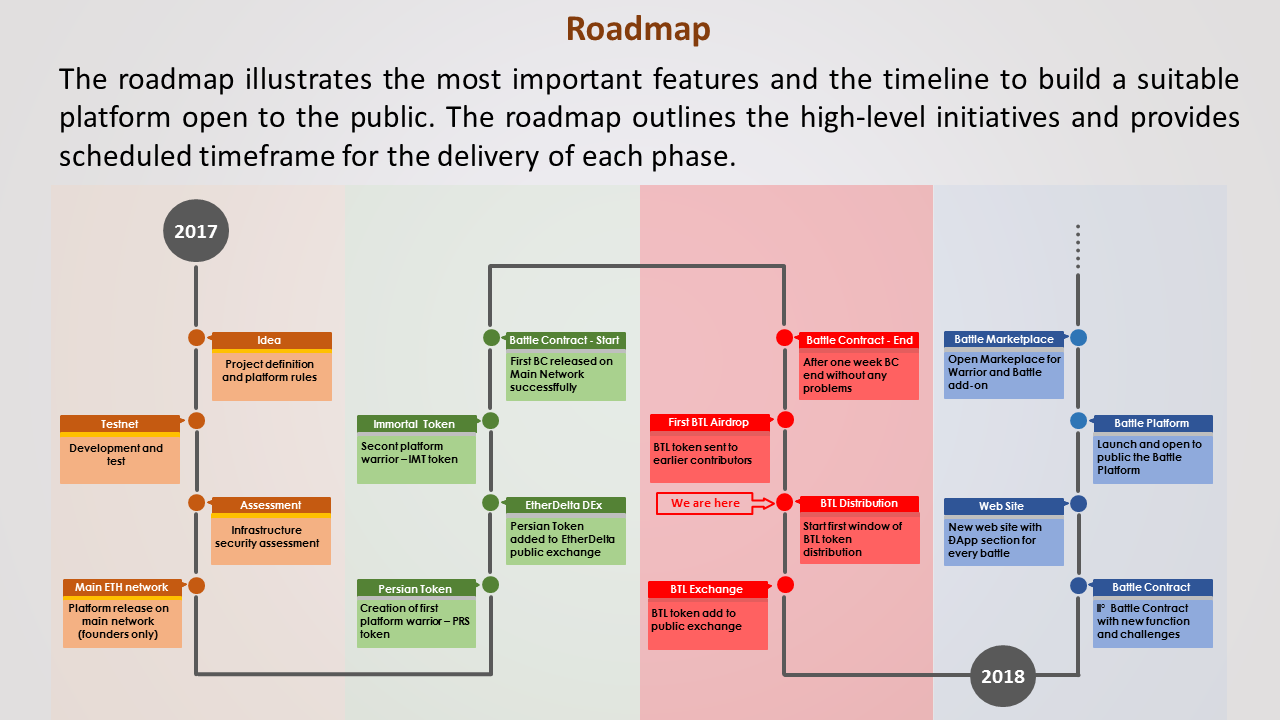 Roadmap
The roadmap illustrates the most important features and the timeline to build a suitable
platform open to the public. The roadmap outlines the high-level initiatives and provides
scheduled timeframe for the delivery of each phase.
2017
Idea
Project definition
and platform rules
Testnet
Development and
test
Assessment
Infrastructure
security assessment
Main ETH network
Platform release on
main network
(founders only)
Persian Token
Creation of first
platform warrior – PRS
token
EtherDelta DEx
Persian Token
added to EtherDelta
public exchange
Immortal Token
Secont platform
warrior – IMT token
Battle Contract - Start
First BC released on
Main Network
successffully
Battle Contract - End
After one week BC
end without any
problems
First BTL Airdrop
BTL token sent to
earlier contributors
We are here
BTL Distribution
Start first window of
BTL token
distribution
BTL Exchange
BTL token add to
public exchange
2018
Battle Contract
II° Battle Contract
with new function
and challenges
Web Site
New web site with
ĐApp section for
every battle
Battle Platform
Launch and open to
public the Battle
Platform
Battle Marketplace
Open Markeplace for
Warrior and Battle
add-on